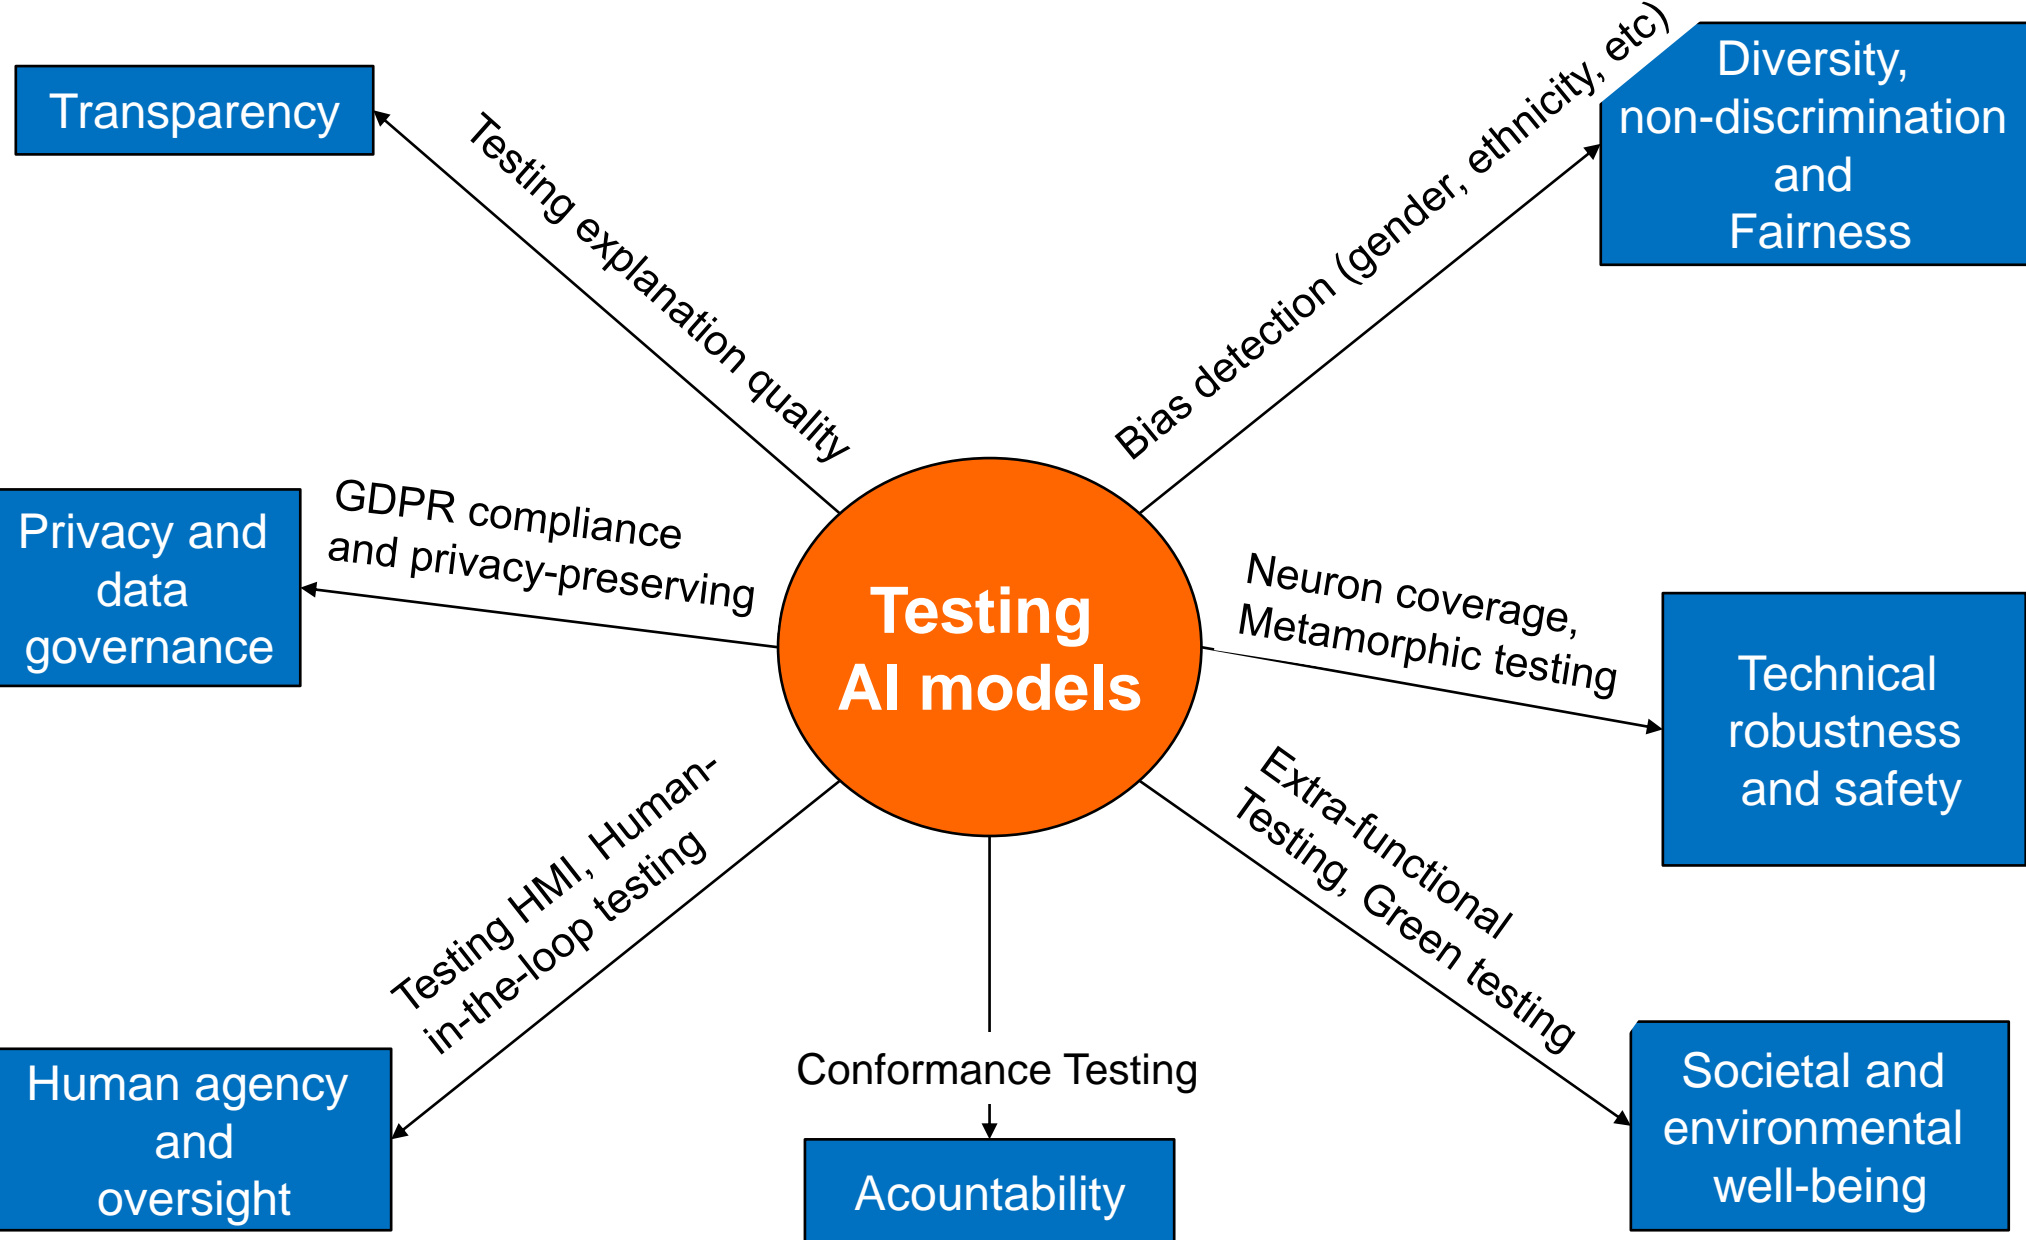 Transparency
Testing explanation quality
Bias detection (gender, ethnicity, etc)
Diversity,
non-discrimination
and
Fairness
Privacy and
data
governance
GDPR compliance
and privacy-preserving
Testing
AI models
Neuron coverage,
Metamorphic testing
Technical
robustness
and safety
Testing HMI, Human-
in-the-loop testing
Human agency
and
oversight
Conformance Testing
Acountability
Extra-functional
Testing, Green testing
Societal and
environmental
well-being